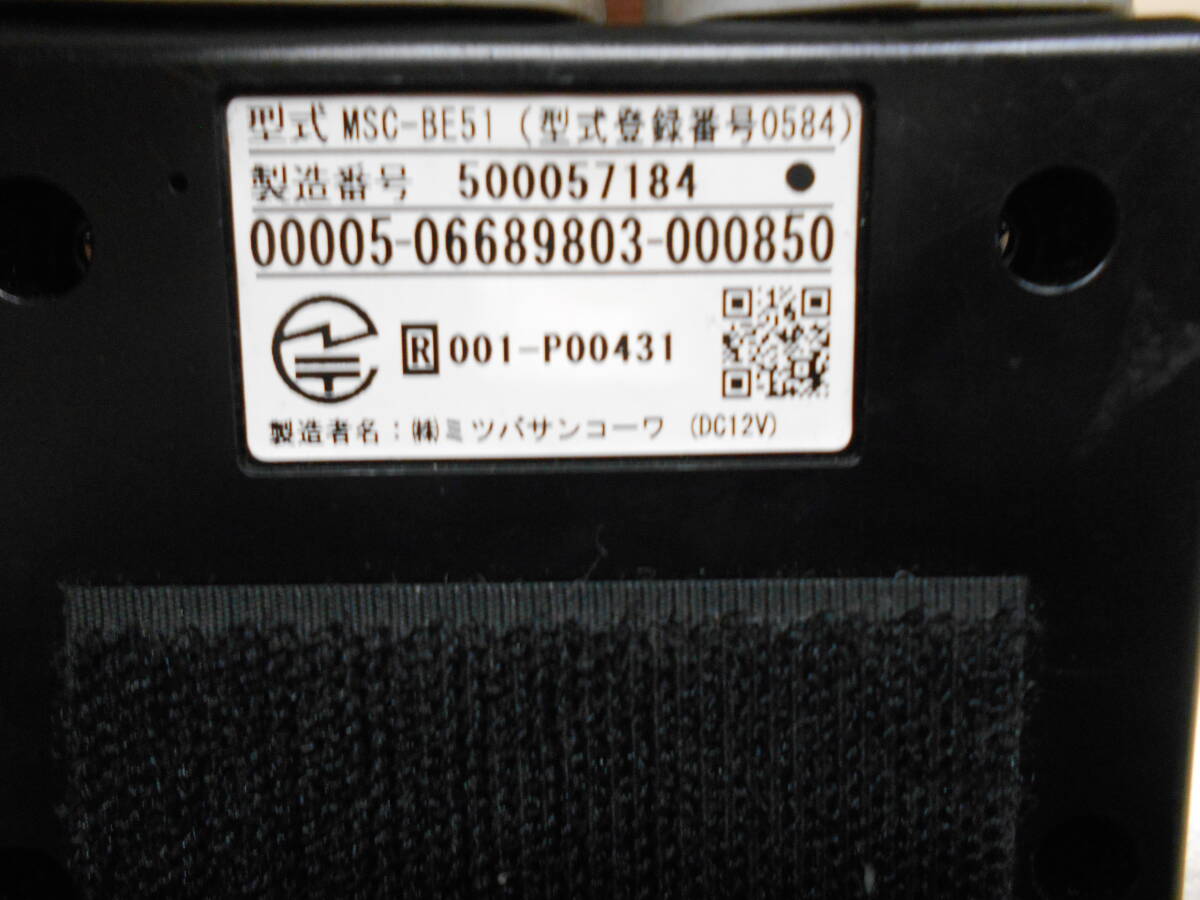 型式 MSC-BE51 (型式登録番号0584)
製造番号 500057184 ●
00005-06689803-000850
R 001-P00431
製造者名：㈱ミツバサンコーワ (DC12V)